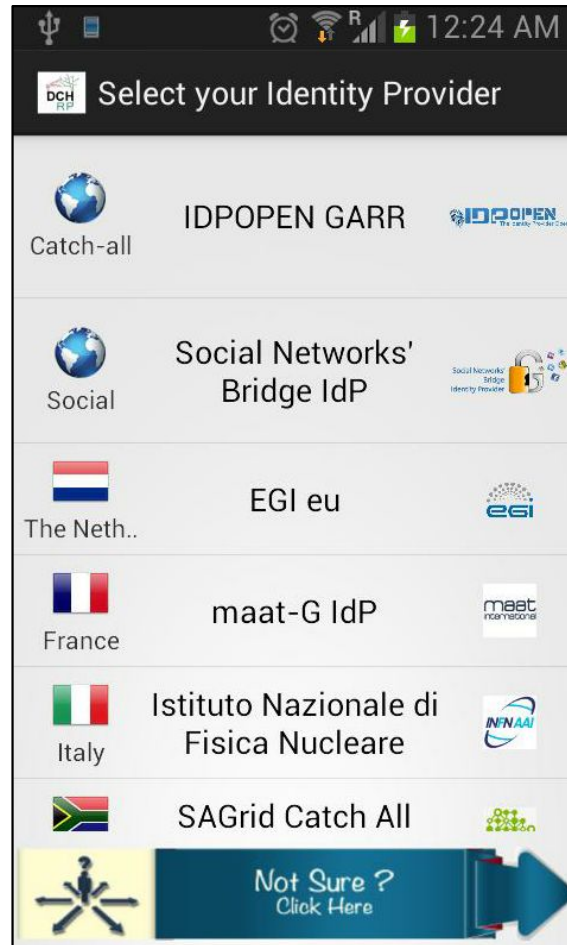 R
12:24 AM
DCH
RP
Select your Identity Provider
Catch-all
IDPOPEN GARR
IDPOPEN
Social
Social Networks'
Bridge IdP
Social Networks'
Bridge
Identity Provider
The Neth..
EGI eu
egi
France
maat-G IdP
maat
international
Italy
Istituto Nazionale di
Fisica Nucleare
INFN AAI
SAGrid Catch All
?
Not Sure ?
Click Here